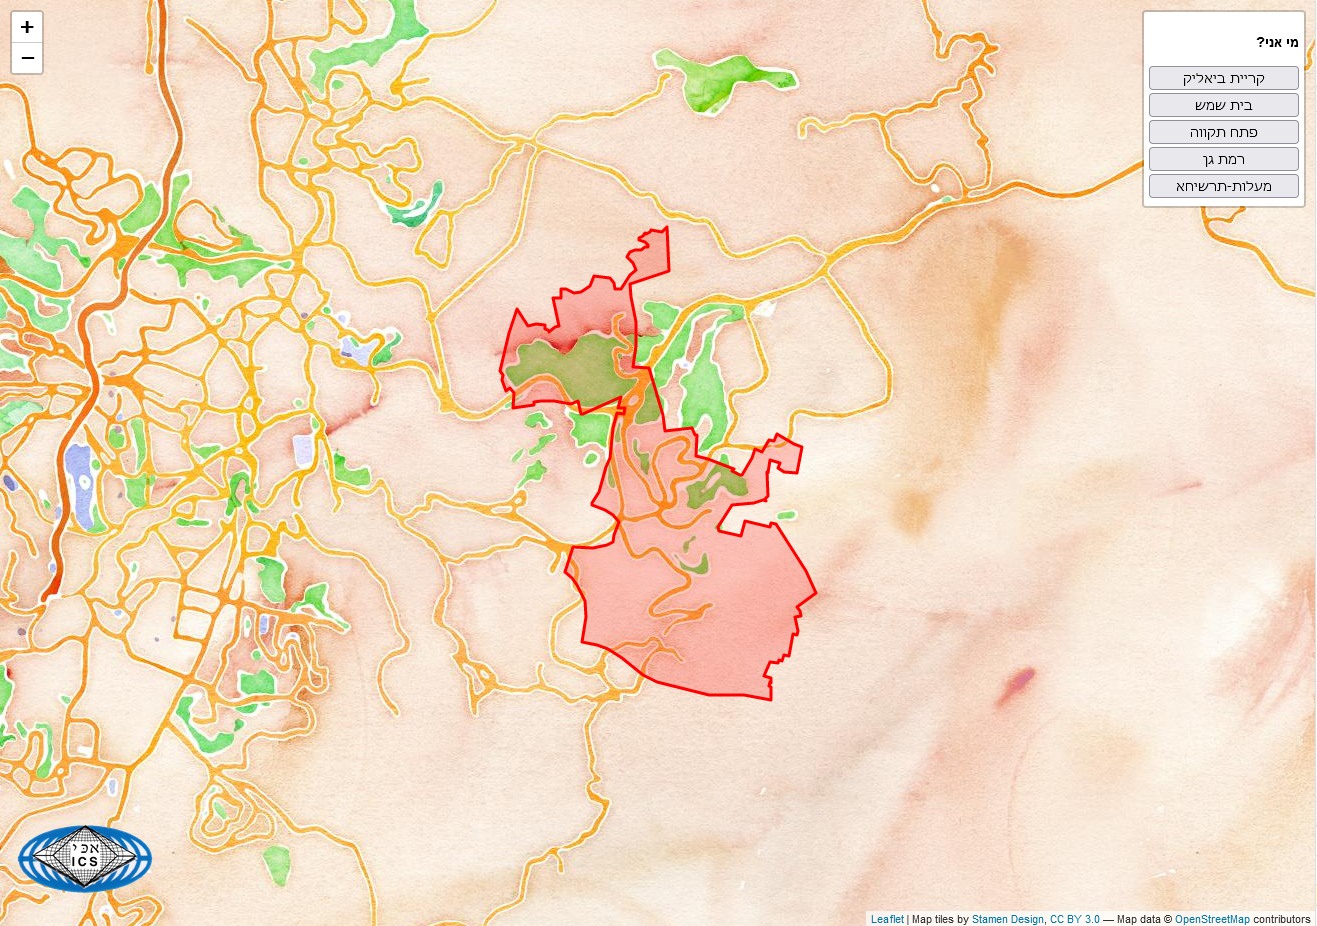 +
−
מי אני?
קריית ביאליק
בית שמש
פתח תקווה
רמת גן
מעלות-תרשיחא
אפי
ICS
Leaflet | Map tiles by Stamen Design, CC BY 3.0 — Map data © OpenStreetMap contributors